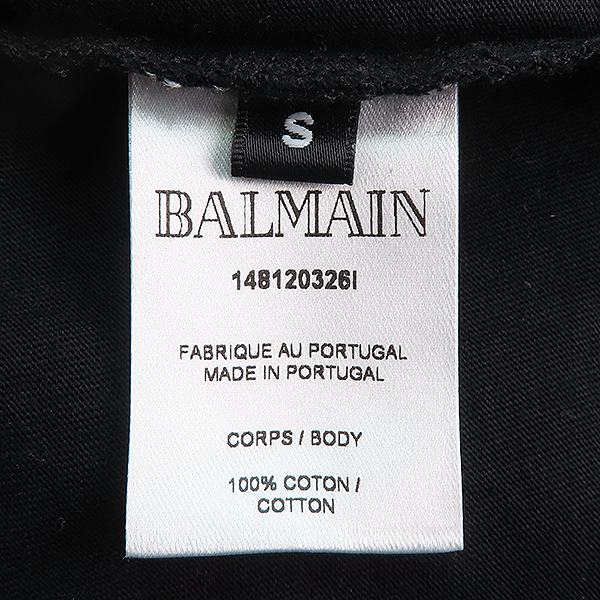 S
BALMAIN
148120326I
FABRIQUE AU PORTUGAL
MADE IN PORTUGAL
CORPS / BODY
100% COTON /
COTTON